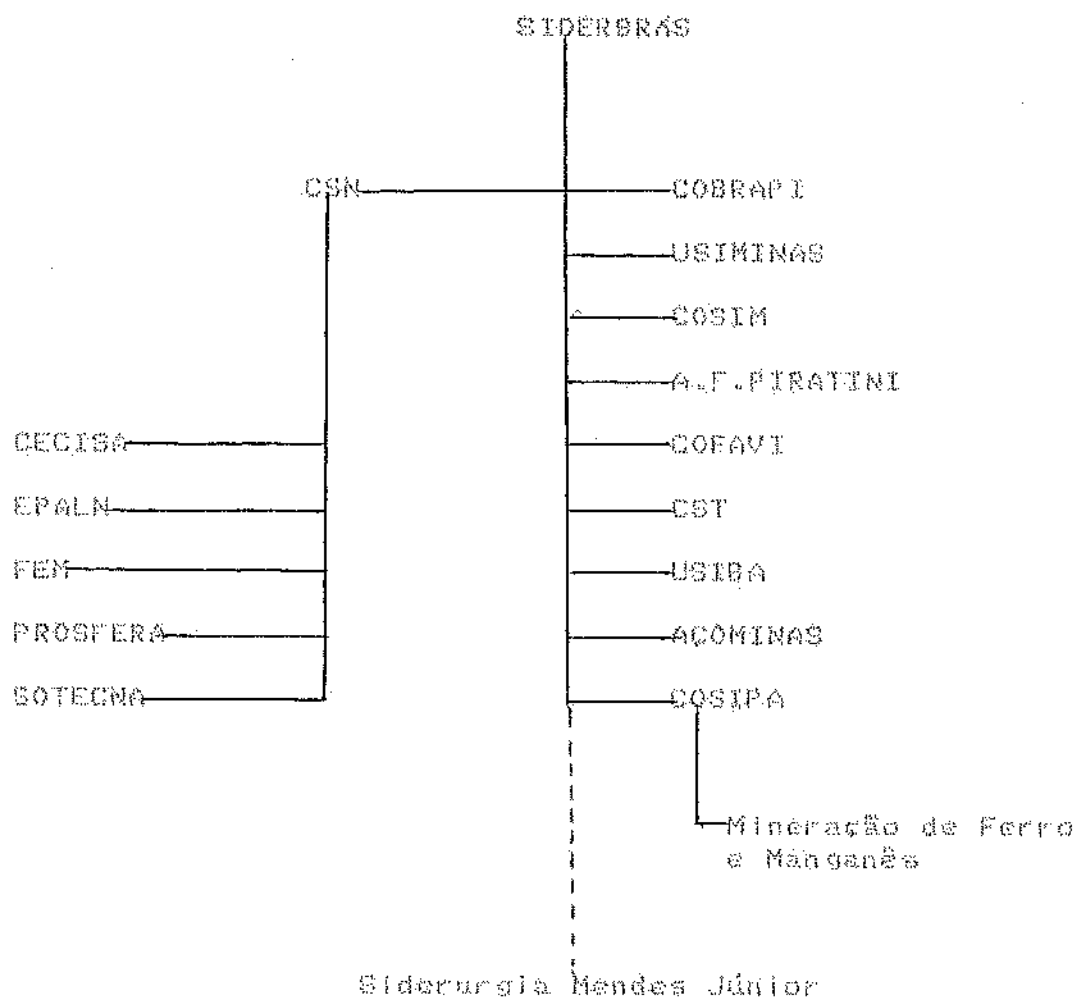 SIDERBRÁS
CSN
COBRAPI
USIMINAS
COSIM
A.F.PIRATINI
CECISA
COFAVI
EPALN
CST
FEM
USIBA
PROSFERA
AÇOMINAS
SOTECNA
COSIPA
Mineração de Ferro
e Manganês
Siderurgia Mendes Júnior